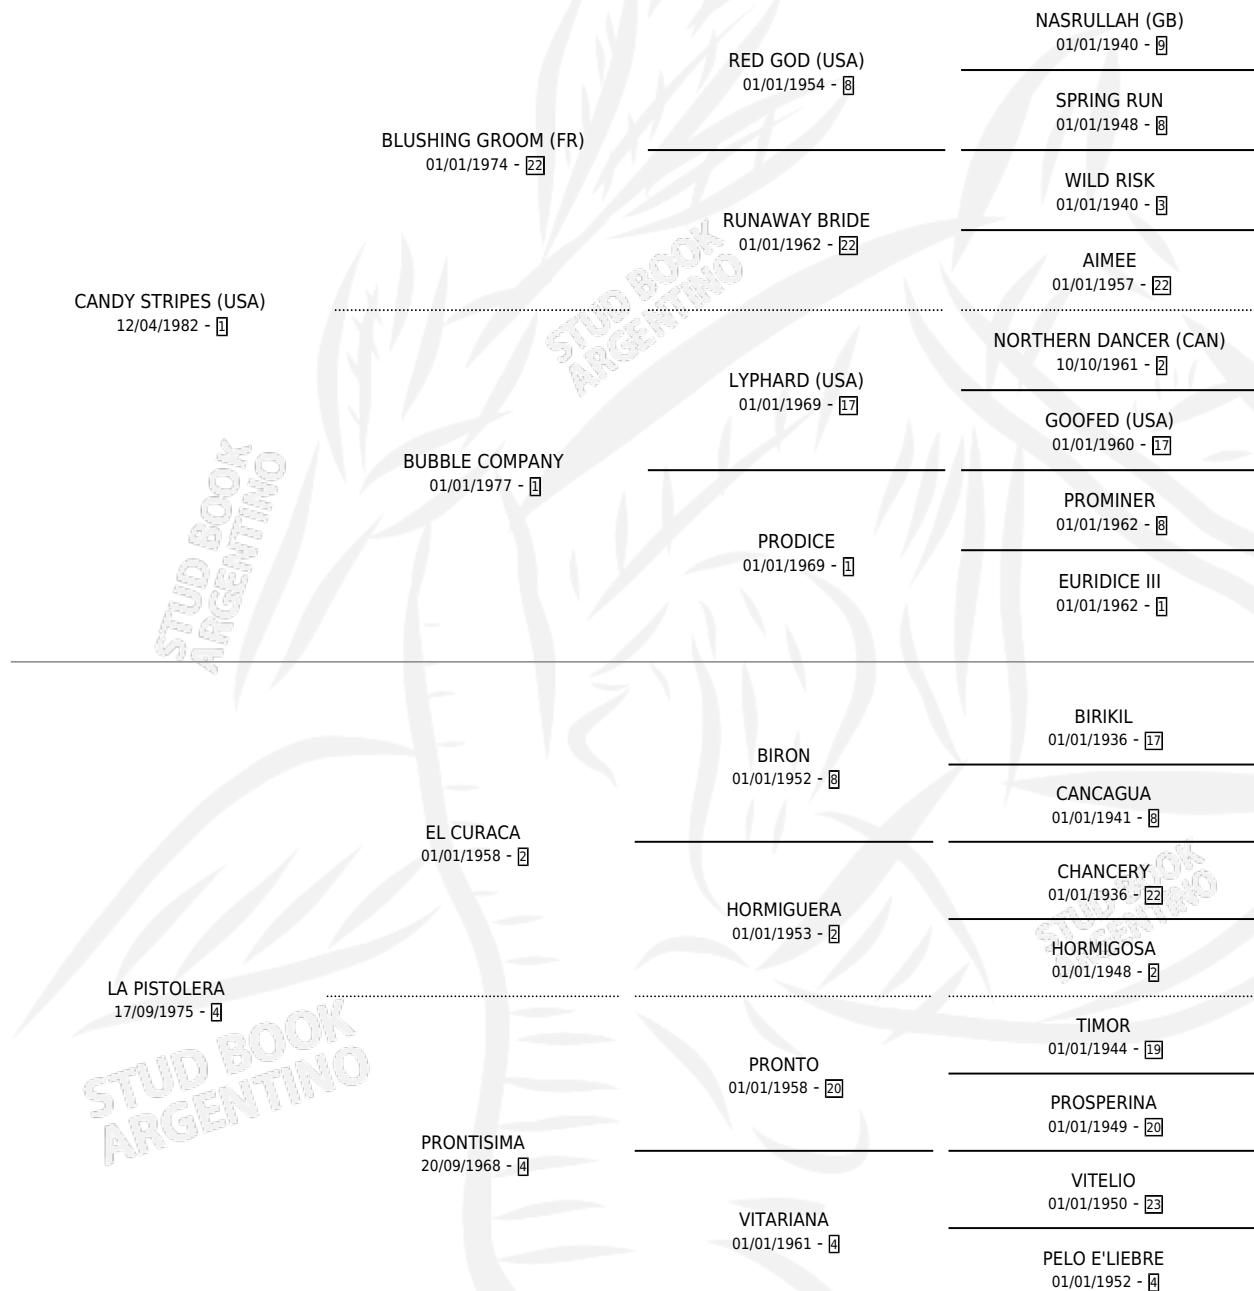 NASRULLAH (GB)
01/01/1940 - 9
RED GOD (USA)
01/01/1954 - 8
SPRING RUN
01/01/1948 - 8
BLUSHING GROOM (FR)
01/01/1974 - 22
WILD RISK
01/01/1940 - 3
RUNAWAY BRIDE
01/01/1962 - 22
AIMEE
01/01/1957 - 22
CANDY STRIPES (USA)
12/04/1982 - 1
NORTHERN DANCER (CAN)
10/10/1961 - 2
LYPHARD (USA)
01/01/1969 - 17
GOOFED (USA)
01/01/1960 - 17
BUBBLE COMPANY
01/01/1977 - 1
PROMINER
01/01/1962 - 8
PRODICE
01/01/1969 - 1
EURIDICE III
01/01/1962 - 1
BIRIKIL
01/01/1936 - 17
BIRON
01/01/1952 - 8
CANCAGUA
01/01/1941 - 8
EL CURACA
01/01/1958 - 2
CHANCERY
01/01/1936 - 22
HORMIGUERA
01/01/1953 - 2
HORMIGOSA
01/01/1948 - 2
LA PISTOLERA
17/09/1975 - 4
TIMOR
01/01/1944 - 19
PRONTO
01/01/1958 - 20
PROSPERINA
01/01/1949 - 20
PRONTISIMA
20/09/1968 - 4
VITELIO
01/01/1950 - 23
VITARIANA
01/01/1961 - 4
PELO E'LIEBRE
01/01/1952 - 4
STUD BOOK
ARGENTINO
STUD BOOK
ARGENTINO
STUD BOOK
ARGENTINO
STUD BOOK
ARGENTINO